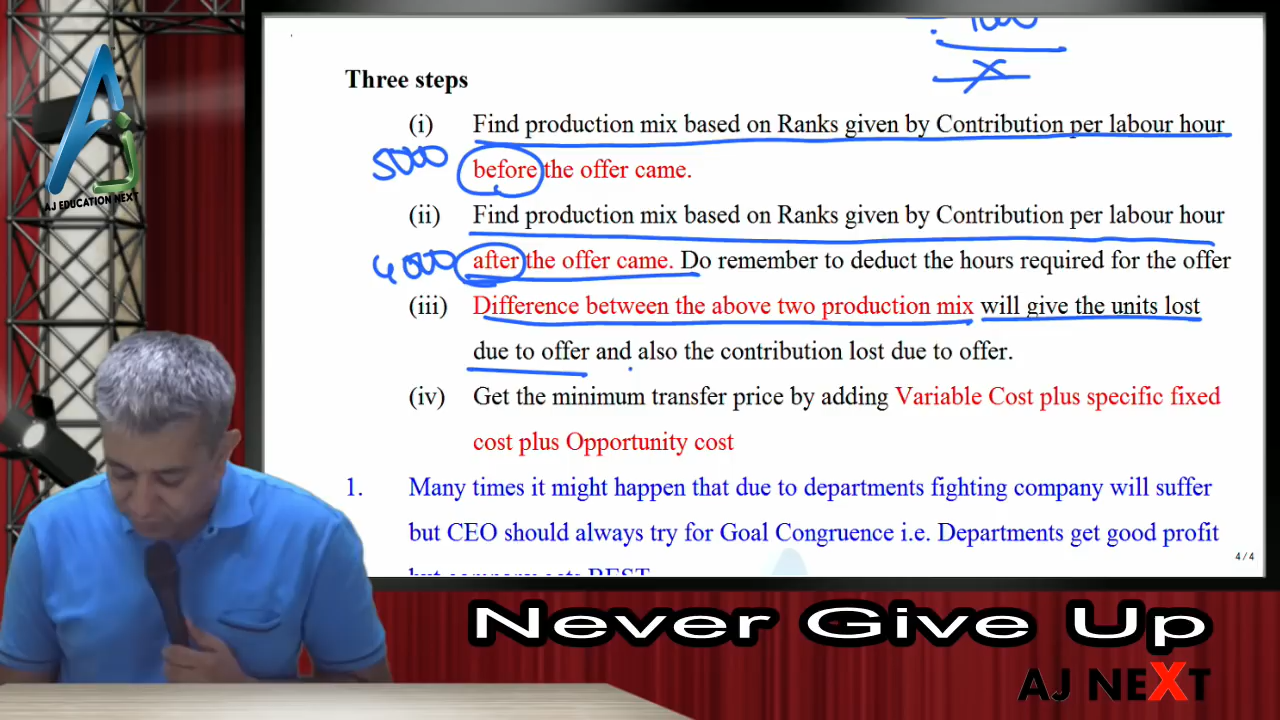 1000
x
Three steps
(i) Find production mix based on Ranks given by Contribution per labour hour
5000 before the offer came.
(ii) Find production mix based on Ranks given by Contribution per labour hour
4000 after the offer came. Do remember to deduct the hours required for the offer
(iii) Difference between the above two production mix will give the units lost
due to offer and also the contribution lost due to offer.
(iv) Get the minimum transfer price by adding Variable Cost plus specific fixed
cost plus Opportunity cost
1. Many times it might happen that due to departments fighting company will suffer
but CEO should always try for Goal Congruence i.e. Departments get good profit
but company gets BEST
4 / 4
AJ EDUCATION NEXT
Never Give Up
AJ NEXT